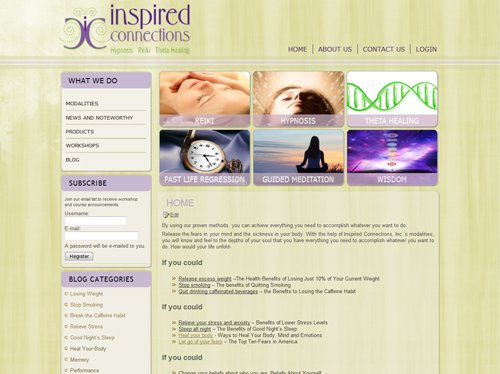 inspired
connections
Hypnosis Reiki Theta Healing
HOME ABOUT US CONTACT US LOGIN
WHAT WE DO
MODALITIES
NEWS AND NOTEWORTHY
PRODUCTS
WORKSHOPS
BLOG
REIKI
HYPNOSIS
THETA HEALING
PAST LIFE REGRESSION
GUIDED MEDITATION
WISDOM
SUBSCRIBE
Join our email list to receive workshop
and course announcements
Username:
E-mail:
A password will be e-mailed to you.
Register
BLOG CATEGORIES
Losing Weight
Stop Smoking
Break the Caffeine Habit
Relieve Stress
Good Night's Sleep
Heal Your Body
Memory
Performance
HOME
Edit
By using our proven methods, you can achieve everything you need to accomplish whatever you want to do.
Release the fears in your mind and the sickness in your body. With the help of Inspired Connections, Inc.'s modalities,
you will know and feel to the depths of your soul that you have everything you need to accomplish whatever you want to
do. How would your life unfold-
If you could
Release excess weight –The Health Benefits of Losing Just 10% of Your Current Weight.
Stop smoking – The benefits of Quitting Smoking
Quit drinking caffeinated beverages – the Benefits to Losing the Caffeine Habit
If you could
Relieve your stress and anxiety – Benefits of Lower Stress Levels
Sleep all night – The Benefits of Good Night's Sleep
Heal your body - Ways to Heal Your Body, Mind and Emotions
Let go of your fears – The Top Ten Fears in America
If you could
Change your beliefs about who you are. Beliefs About Yourself